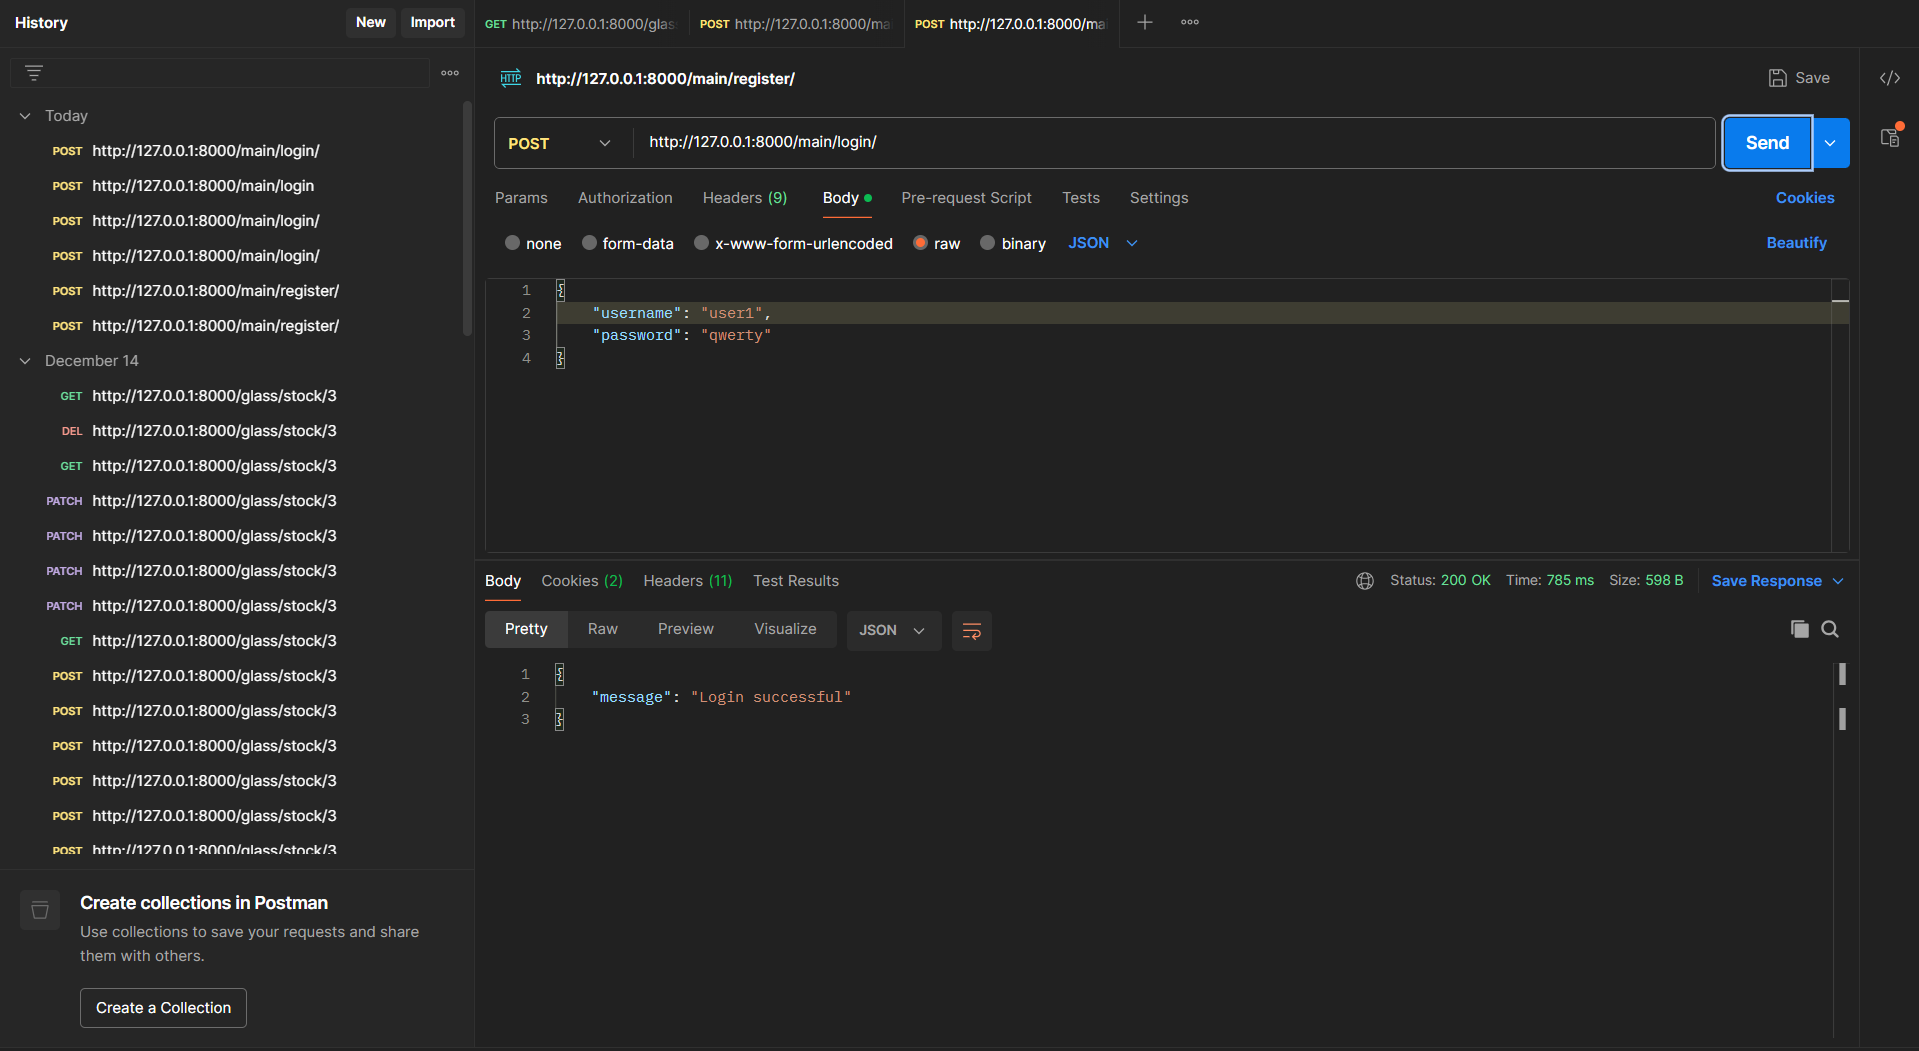 History
New
Import
Today
POST http://127.0.0.1:8000/main/login/
POST http://127.0.0.1:8000/main/login
POST http://127.0.0.1:8000/main/login/
POST http://127.0.0.1:8000/main/login/
POST http://127.0.0.1:8000/main/register/
POST http://127.0.0.1:8000/main/register/
December 14
GET http://127.0.0.1:8000/glass/stock/3
DEL http://127.0.0.1:8000/glass/stock/3
GET http://127.0.0.1:8000/glass/stock/3
PATCH http://127.0.0.1:8000/glass/stock/3
PATCH http://127.0.0.1:8000/glass/stock/3
PATCH http://127.0.0.1:8000/glass/stock/3
PATCH http://127.0.0.1:8000/glass/stock/3
GET http://127.0.0.1:8000/glass/stock/3
POST http://127.0.0.1:8000/glass/stock/3
POST http://127.0.0.1:8000/glass/stock/3
POST http://127.0.0.1:8000/glass/stock/3
POST http://127.0.0.1:8000/glass/stock/3
POST http://127.0.0.1:8000/glass/stock/3
POST http://127.0.0.1:8000/glass/stock/3
Create collections in Postman
Use collections to save your requests and share
them with others.
Create a Collection
GET http://127.0.0.1:8000/glas POST http://127.0.0.1:8000/ma POST http://127.0.0.1:8000/ma
HTTP http://127.0.0.1:8000/main/register/ Save
POST http://127.0.0.1:8000/main/login/ Send
Params Authorization Headers (9) Body Pre-request Script Tests Settings Cookies
none form-data x-www-form-urlencoded raw binary JSON Beautify
1 {
2 "username": "user1",
3 "password": "qwerty"
4 }
Body Cookies (2) Headers (11) Test Results Status: 200 OK Time: 785 ms Size: 598 B Save Response
Pretty Raw Preview Visualize JSON
1 {
2 "message": "Login successful"
3 }